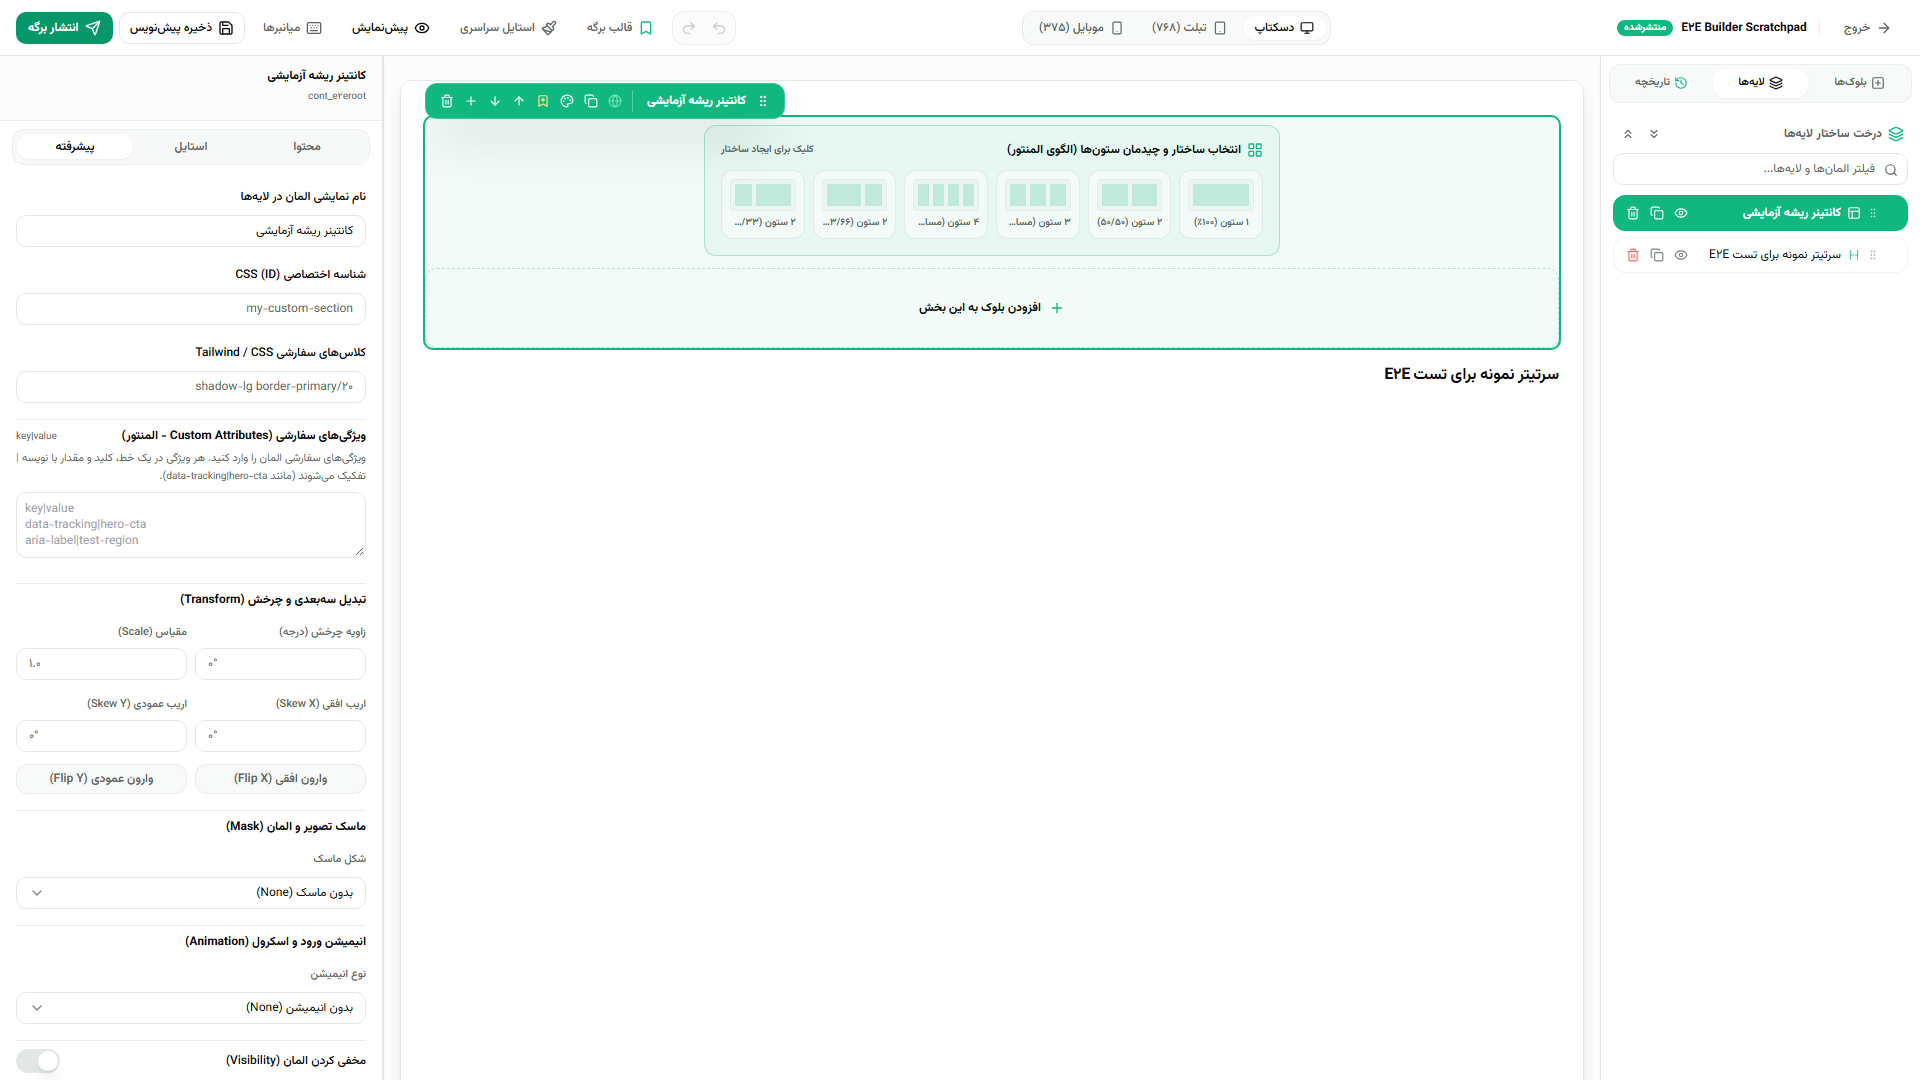 خروج
E۲E Builder Scratchpad
منتشرشده
دسکتاپ
تبلت (۷۶۸)
موبایل (۳۷۵)
قالب برگه
استایل سراسری
پیش‌نمایش
میانبرها
ذخیره پیش‌نویس
انتشار برگه
بلوک‌ها
لایه‌ها
تاریخچه
درخت ساختار لایه‌ها
فیلتر المان‌ها و لایه‌ها...
کانتینر ریشه آزمایشی
سرتیتر نمونه برای تست E۲E
کانتینر ریشه آزمایشی
انتخاب ساختار و چیدمان ستون‌ها (الگوی المنتور)
کلیک برای ایجاد ساختار
۱ ستون (۱۰۰٪)
۲ ستون (۵۰/۵۰)
۳ ستون (مسا...
۴ ستون (مسا...
۲ ستون (۳/۶۶...
۲ ستون (۳۳/...
افزودن بلوک به این بخش
سرتیتر نمونه برای تست E۲E
کانتینر ریشه آزمایشی
cont_e۲eroot
محتوا
استایل
پیشرفته
نام نمایشی المان در لایه‌ها
کانتینر ریشه آزمایشی
شناسه اختصاصی CSS (ID)
my-custom-section
کلاس‌های سفارشی Tailwind / CSS
shadow-lg border-primary/۲۰
ویژگی‌های سفارشی (Custom Attributes - المنتور)
key|value
ویژگی‌های سفارشی المان را وارد کنید. هر ویژگی در یک خط، کلید و مقدار با نویسه |
تفکیک می‌شوند (مانند data-tracking|hero-cta).
key|value
data-tracking|hero-cta
aria-label|test-region
تبدیل سه‌بعدی و چرخش (Transform)
زاویه چرخش (درجه)
مقیاس (Scale)
۰°
۱.۰
اریب افقی (Skew X)
اریب عمودی (Skew Y)
۰°
۰°
وارون افقی (Flip X)
وارون عمودی (Flip Y)
ماسک تصویر و المان (Mask)
شکل ماسک
بدون ماسک (None)
انیمیشن ورود و اسکرول (Animation)
نوع انیمیشن
بدون انیمیشن (None)
مخفی کردن المان (Visibility)